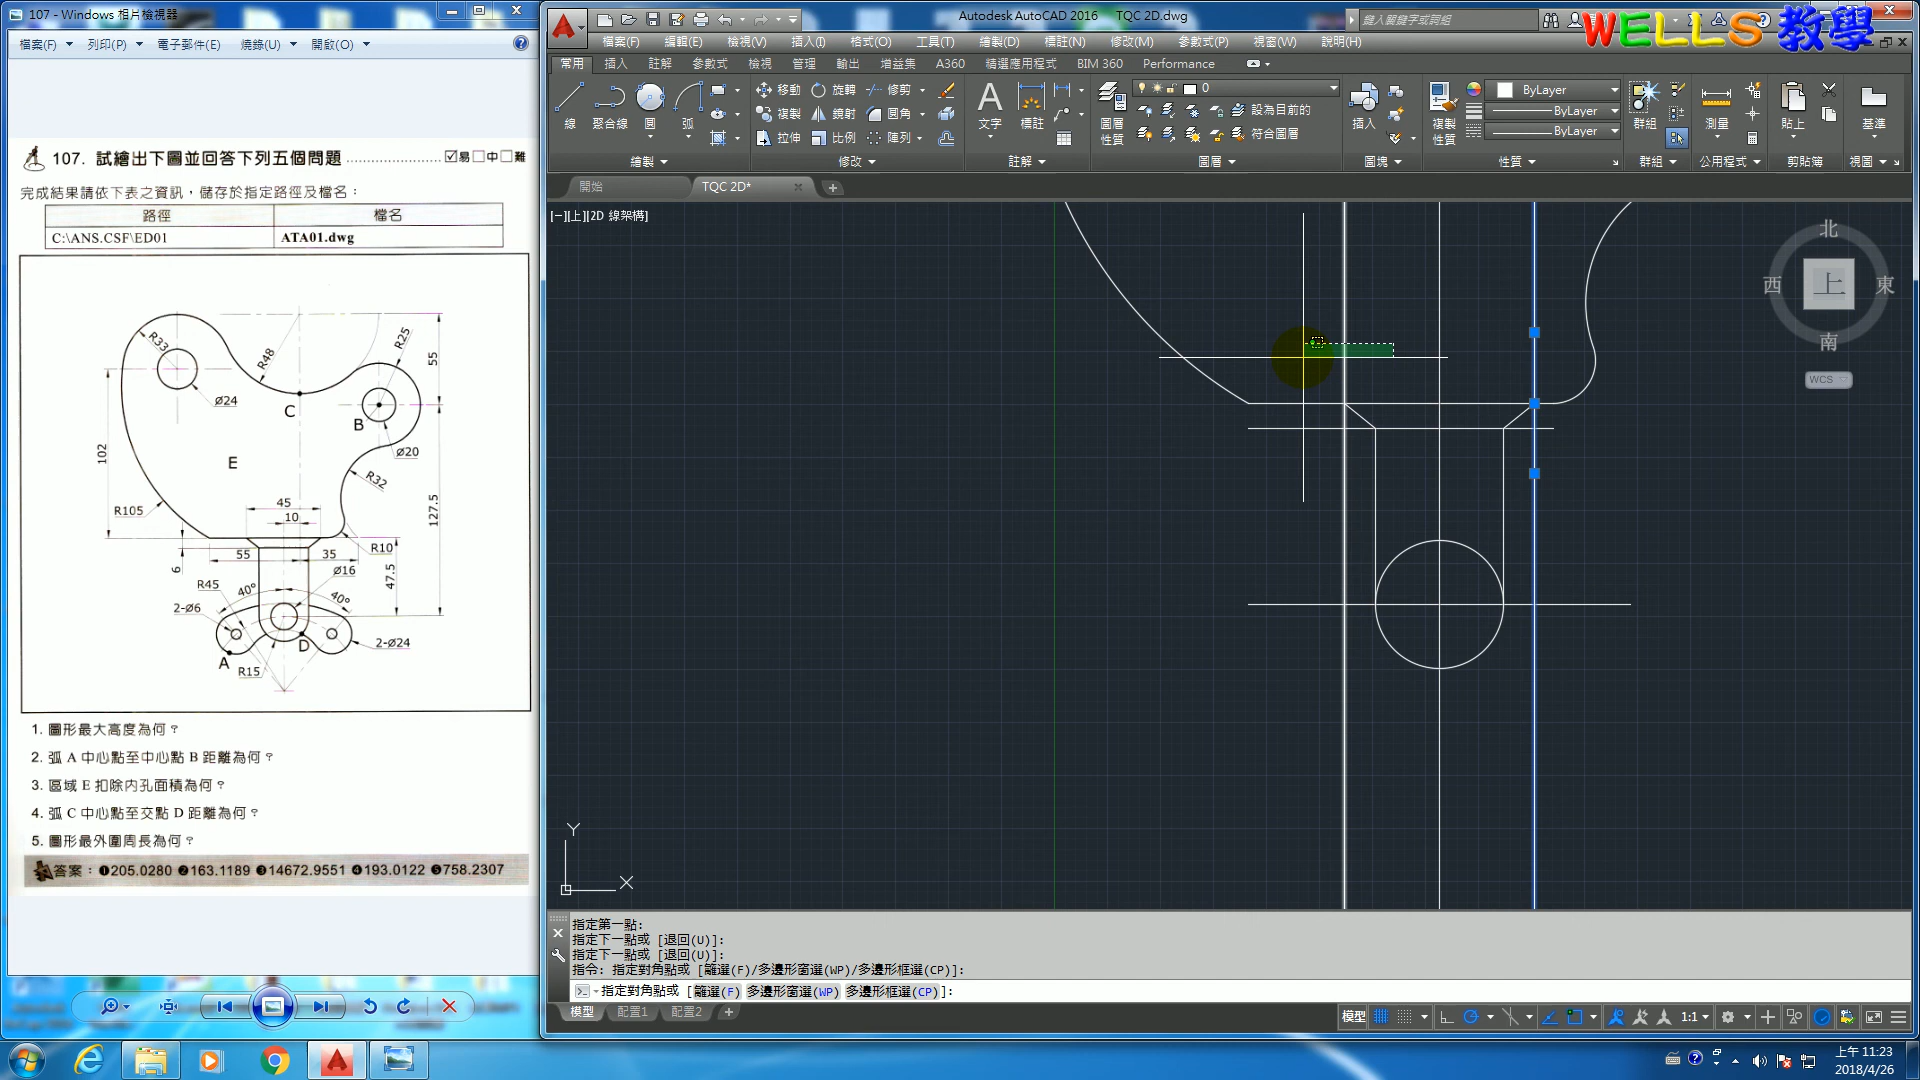 107 - Windows 相片檢視器
檔案(F)
列印(P)
電子郵件(E)
燒錄(U)
開啟(O)
107. 試繪出下圖並回答下列五個問題
易 中 難
完成結果請依下表之資訊，儲存於指定路徑及檔名：
路徑
檔名
C:\ANS.CSF\ED01
ATA01.dwg
R33
R48
R25
55
Ø24
C
B
102
E
Ø20
R32
127.5
R105
45
10
R10
55
35
6
Ø16
47.5
R45
40°
40°
2-Ø6
2-Ø24
A
D
R15
1. 圖形最大高度為何？
2. 弧 A 中心點至中心點 B 距離為何？
3. 區域 E 扣除內孔面積為何？
4. 弧 C 中心點至交點 D 距離為何？
5. 圖形最外圍周長為何？
答案：❶205.0280 ❷163.1189 ❸14672.9551 ❹193.0122 ❺758.2307
Autodesk AutoCAD 2016 TQC 2D.dwg
鍵入關鍵字或詞組
WELLS 教學
檔案(F)
編輯(E)
檢視(V)
插入(I)
格式(O)
工具(T)
繪製(D)
標註(N)
修改(M)
參數式(P)
視窗(W)
說明(H)
常用
插入
註解
參數式
檢視
管理
輸出
增益集
A360
精選應用程式
BIM 360
Performance
線
聚合線
圓
弧
移動
旋轉
修剪
複製
鏡射
圓角
拉伸
比例
陣列
文字
標註
圖層性質
0
設為目前的
符合圖層
插入
複製性質
ByLayer
ByLayer
ByLayer
群組
測量
貼上
基準
繪製
修改
註解
圖層
圖塊
性質
群組
公用程式
剪貼簿
視圖
開始
TQC 2D*
[−][上][2D 線架構]
北
西
上
東
南
WCS
Y
X
指定第一點:
指定下一點或 [退回(U)]:
指定下一點或 [退回(U)]:
指令: 指定對角點或 [籬選(F)/多邊形窗選(WP)/多邊形框選(CP)]:
指定對角點或 [籬選(F) 多邊形窗選(WP) 多邊形框選(CP)]:
模型
配置1
配置2
模型
1:1
上午 11:23
2018/4/26